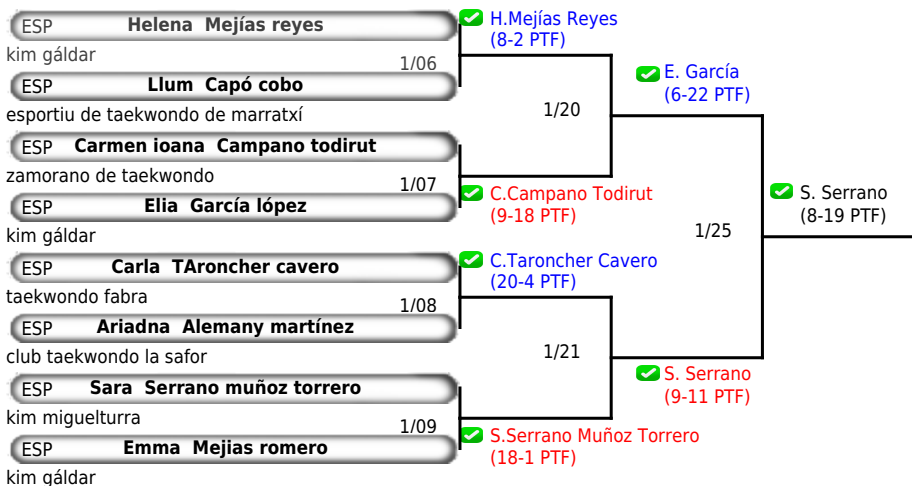 ESP Helena Mejías reyes
kim gáldar
1/06
ESP Llum Capó cobo
esportiu de taekwondo de marratxí
ESP Carmen ioana Campano todirut
zamorano de taekwondo
1/07
ESP Elia García lópez
kim gáldar
ESP Carla TAroncher cavero
taekwondo fabra
1/08
ESP Ariadna Alemany martínez
club taekwondo la safor
ESP Sara Serrano muñoz torrero
kim miguelturra
1/09
ESP Emma Mejias romero
kim gáldar
H.Mejías Reyes
(8-2 PTF)
1/20
C.Campano Todirut
(9-18 PTF)
C.Taroncher Cavero
(20-4 PTF)
1/21
S.Serrano Muñoz Torrero
(18-1 PTF)
E. García
(6-22 PTF)
1/25
S. Serrano
(9-11 PTF)
S. Serrano
(8-19 PTF)